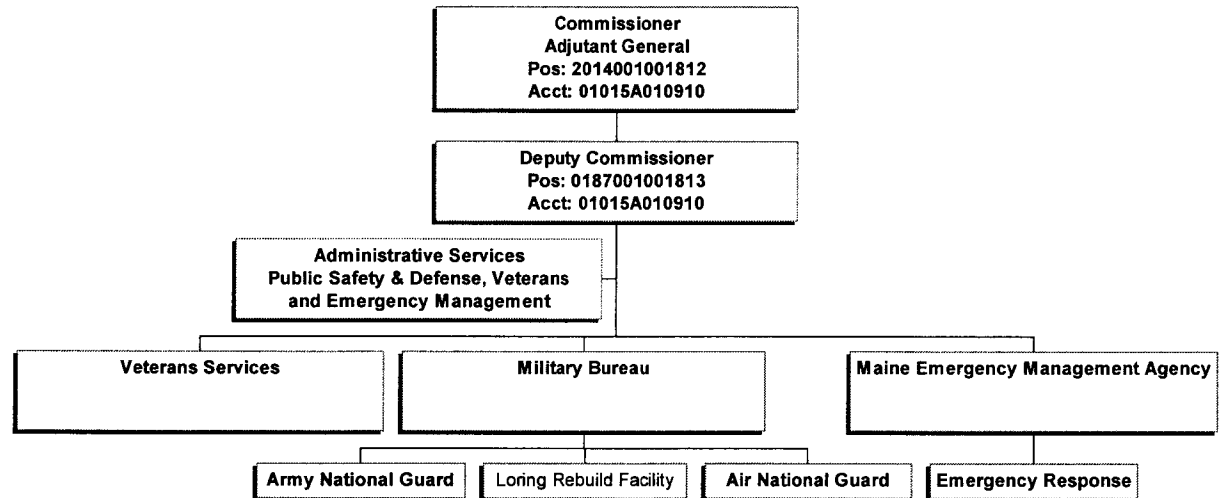 Commissioner
Adjutant General
Pos: 2014001001812
Acct: 01015A010910
Deputy Commissioner
Pos: 0187001001813
Acct: 01015A010910
Administrative Services
Public Safety & Defense, Veterans
and Emergency Management
Veterans Services
Military Bureau
Maine Emergency Management Agency
Army National Guard
Loring Rebuild Facility
Air National Guard
Emergency Response